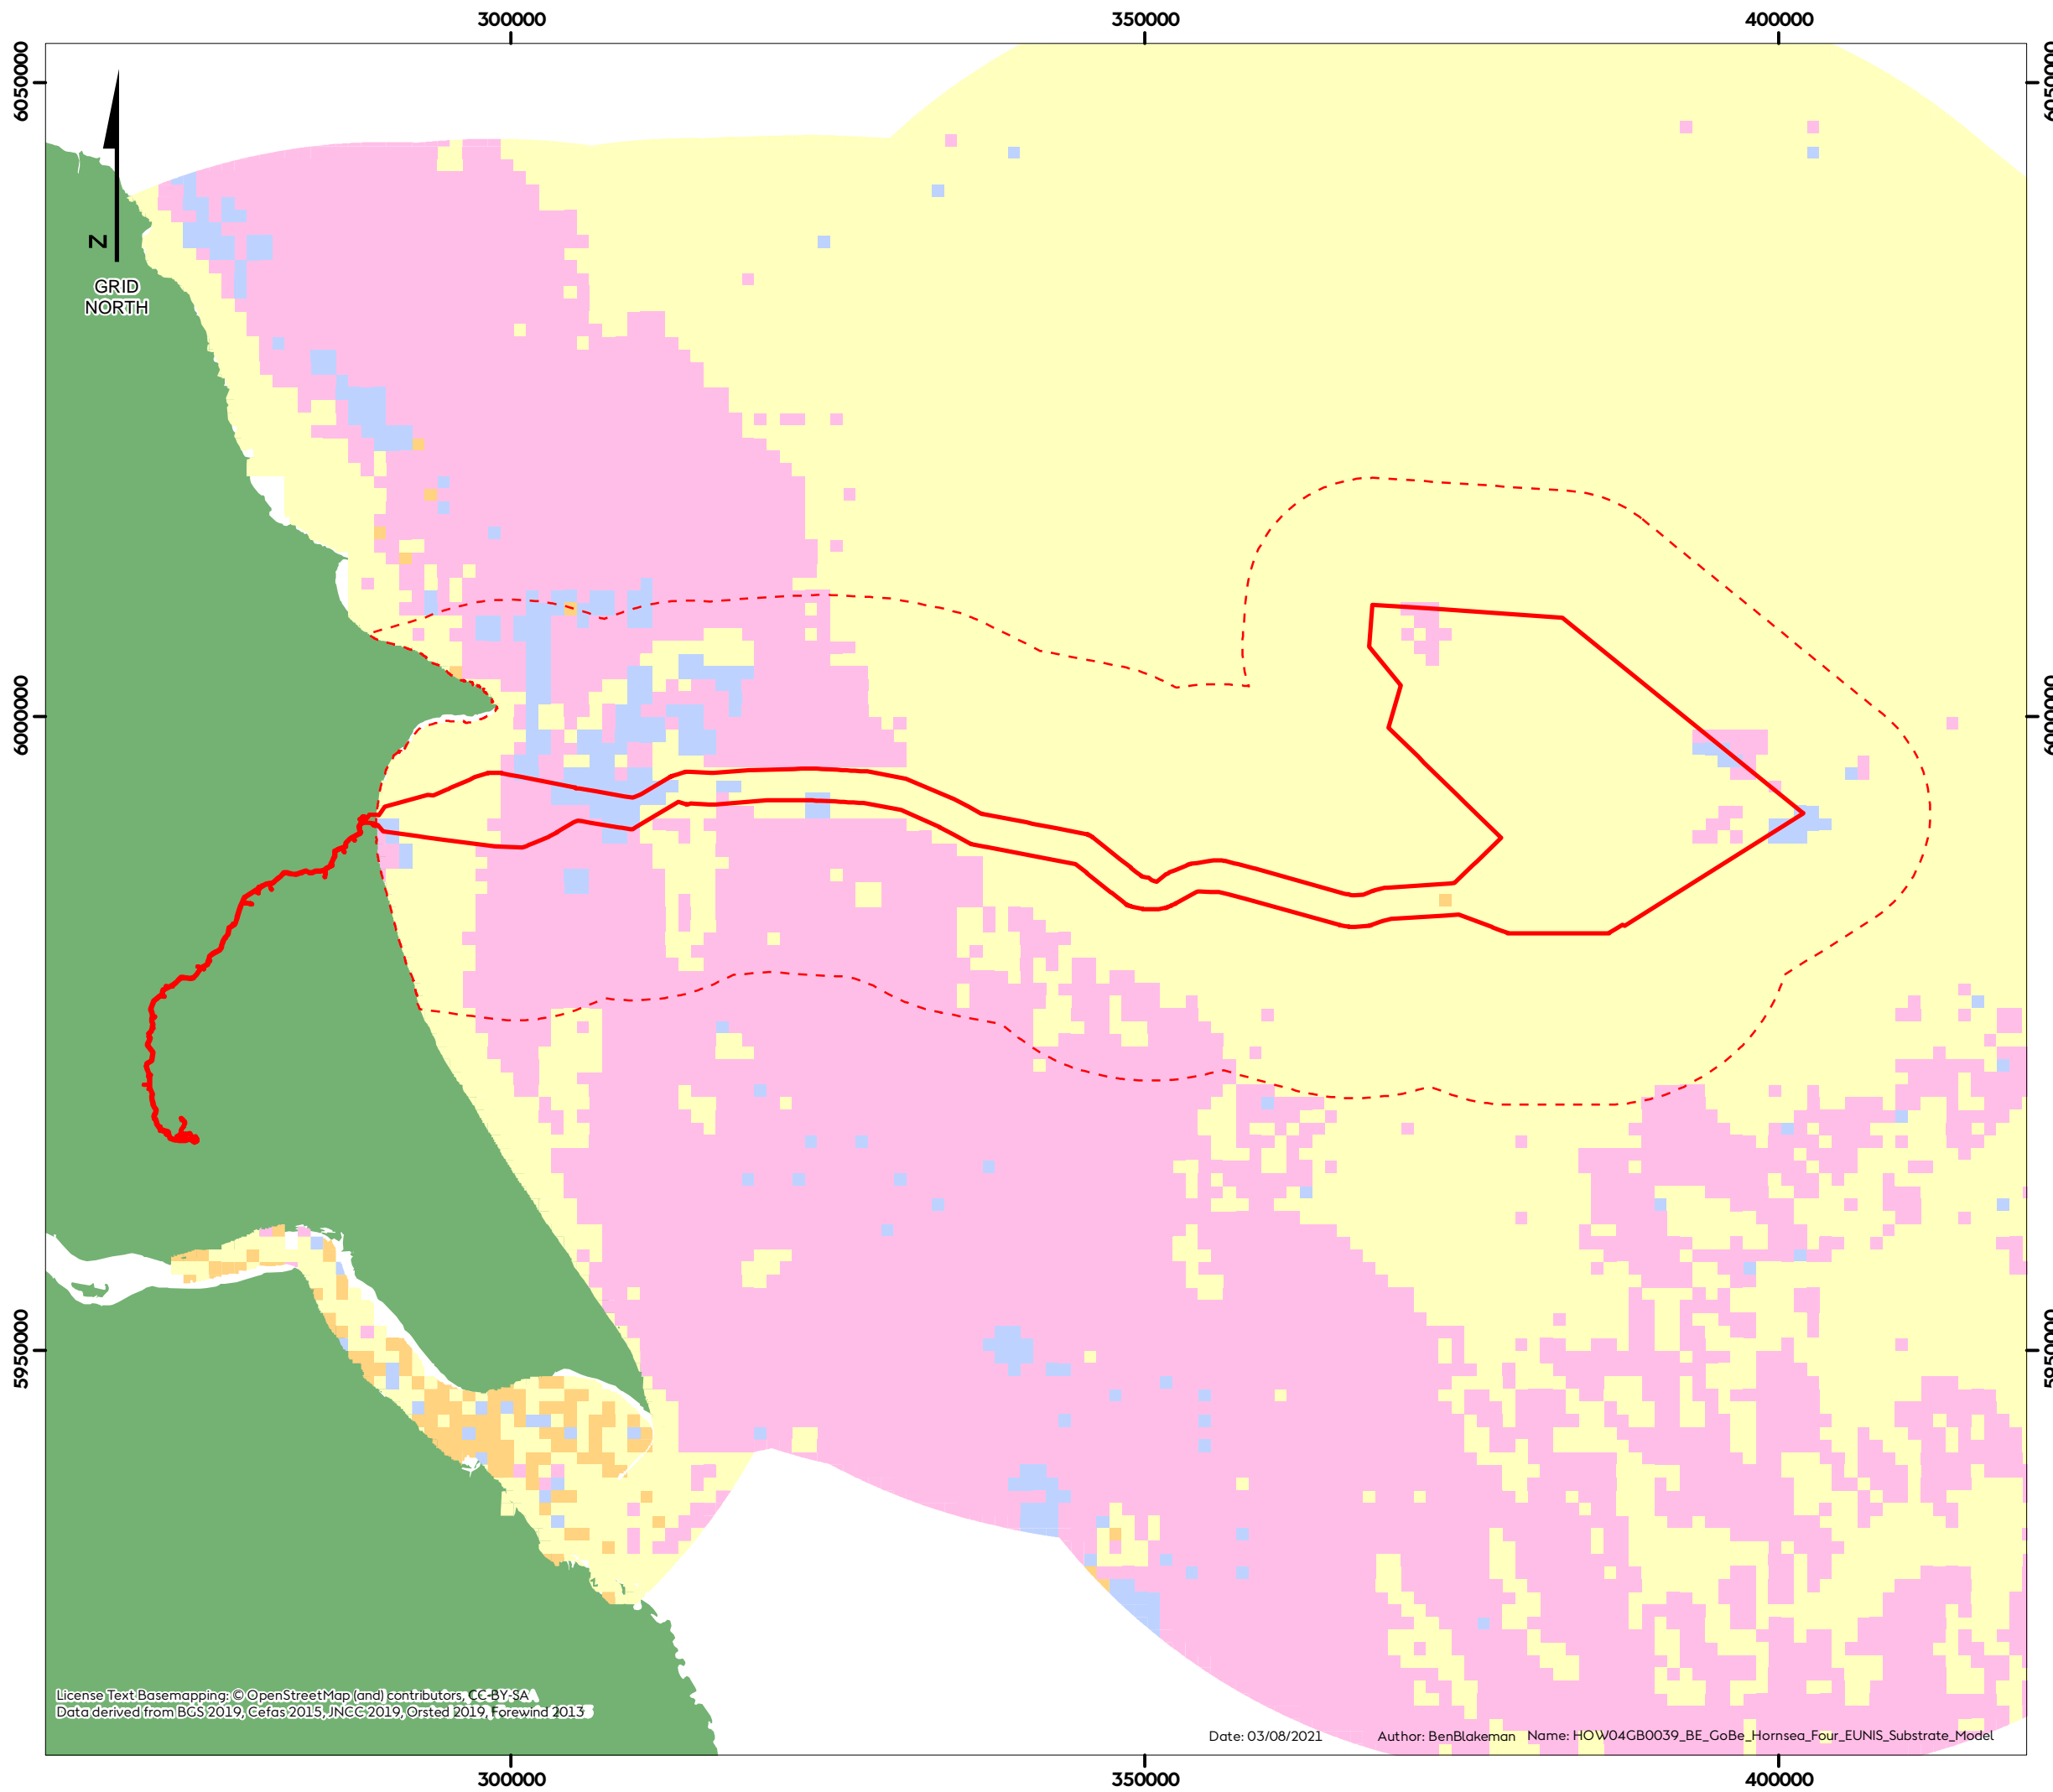 300000 350000 400000
6050000 6050000
N
GRID
NORTH
6000000 6000000
5950000 5950000
License Text Basemapping: © OpenStreetMap (and) contributors, CC-BY-SA
Data derived from BGS 2019, Cefas 2015, JNCC 2019, Orsted 2019, Forewind 2013
Date: 03/08/2021 Author: BenBlakeman Name: HOW04GB0039_BE_GoBe_Hornsea_Four_EUNIS_Substrate_Model
300000 350000 400000